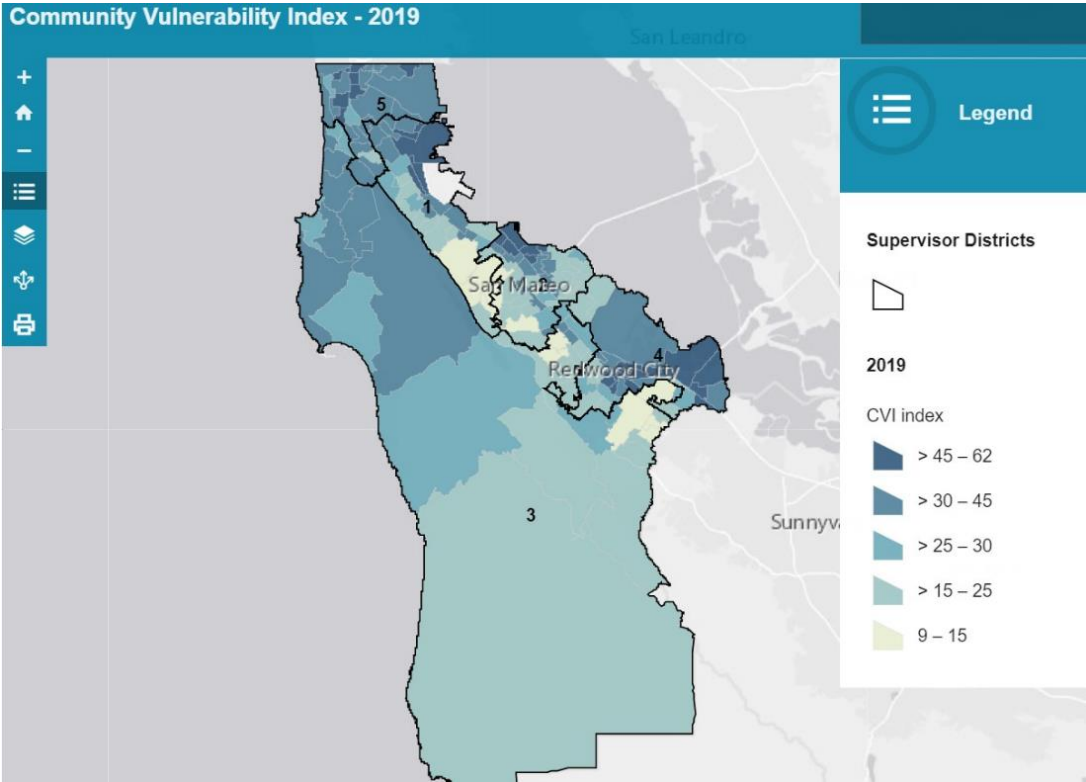 Community Vulnerability Index - 2019
San Leandro
Legend
Supervisor Districts
2019
CVI index
> 45 – 62
> 30 – 45
> 25 – 30
> 15 – 25
9 – 15
5
1
San Mateo
2
4
Redwood City
3
Sunnyva